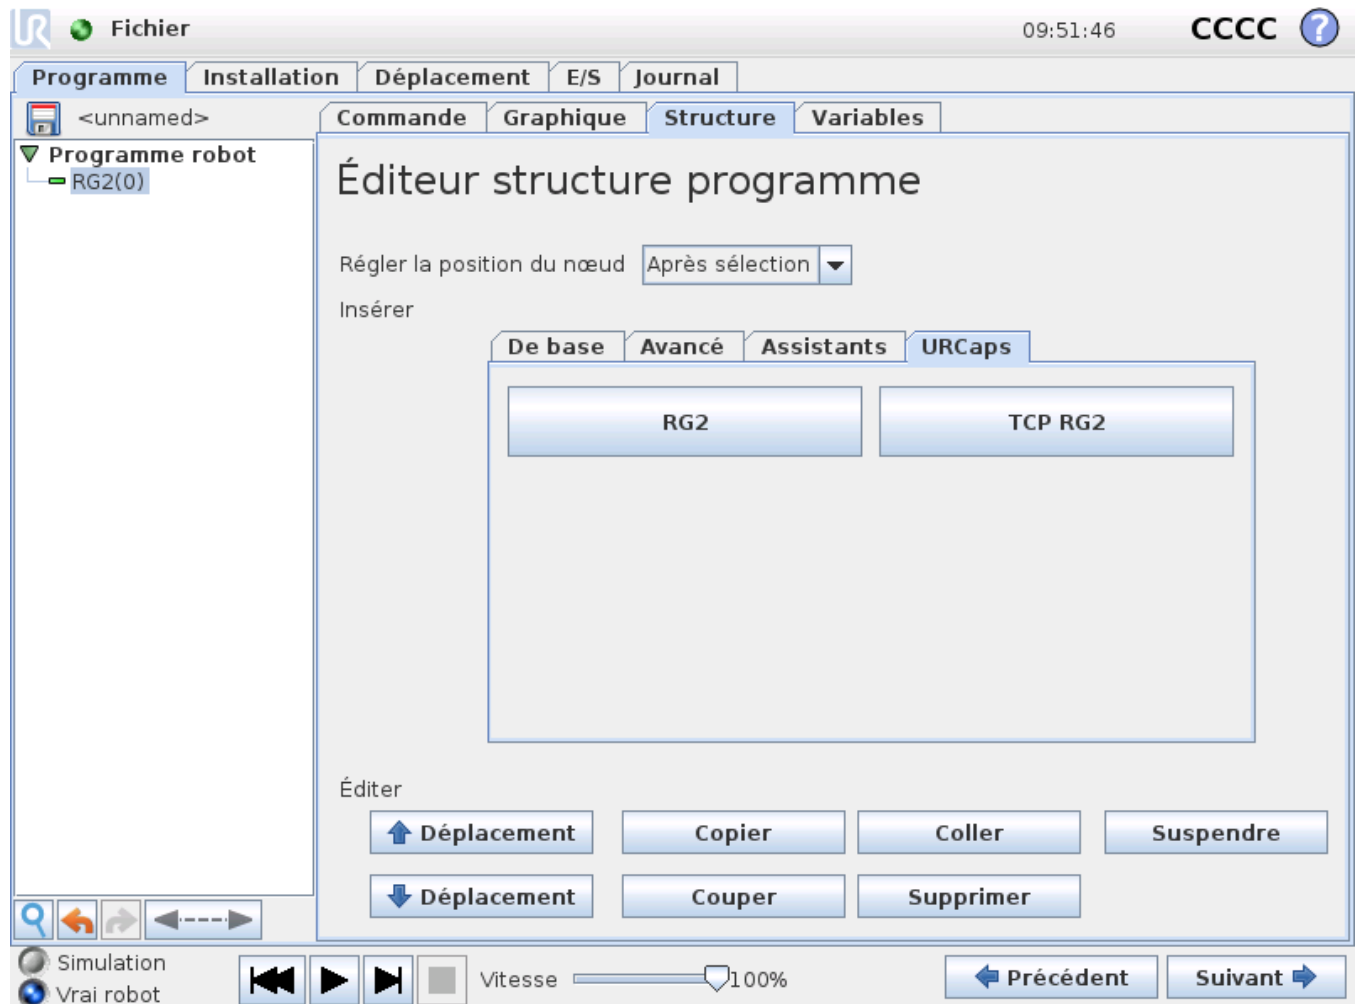 Fichier 09:51:46 CCCC ?
Programme Installation Déplacement E/S Journal
<unnamed> Commande Graphique Structure Variables
Programme robot
RG2(0)
Éditeur structure programme
Régler la position du nœud Après sélection
Insérer
De base Avancé Assistants URCaps
RG2 TCP RG2
Éditer
Déplacement Copier Coller Suspendre
Déplacement Couper Supprimer
Simulation
Vrai robot
Vitesse 100% Précédent Suivant